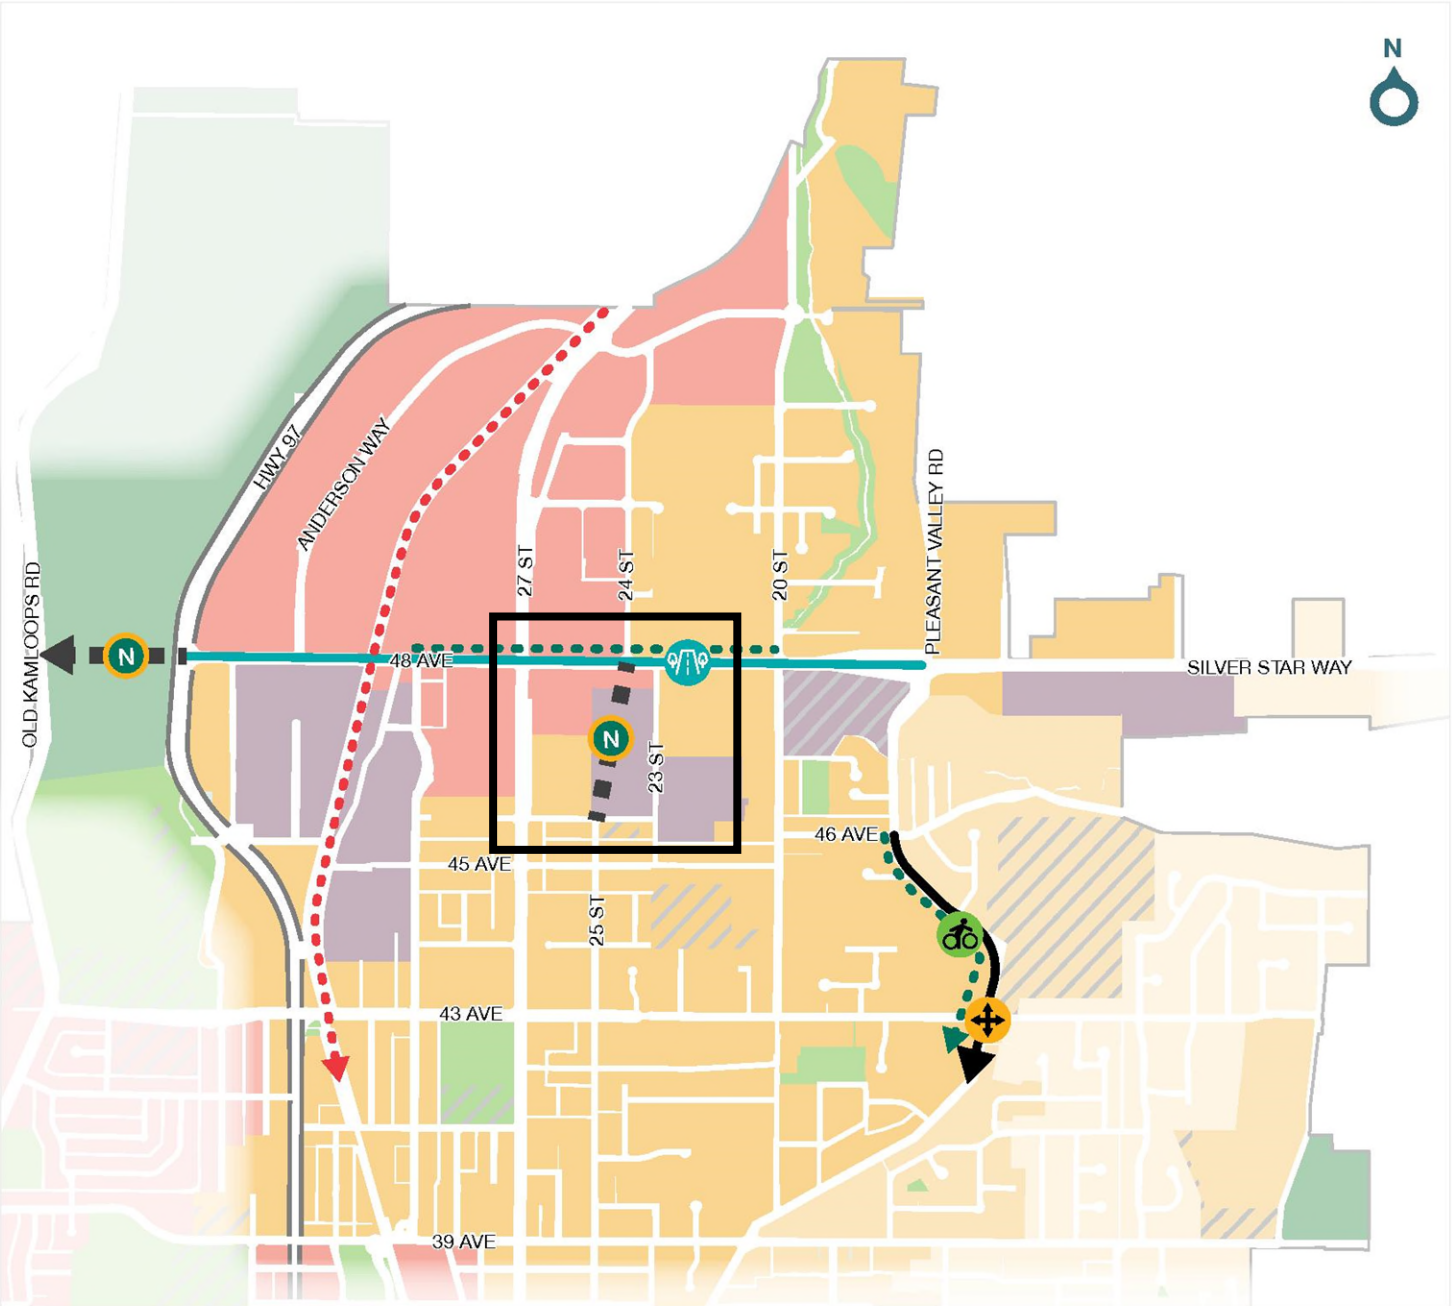 N
HWY 97
ANDERSON WAY
PLEASANT VALLEY RD
27 ST
24 ST
20 ST
OLD KAMLOOPS RD
N
48 AVE
SILVER STAR WAY
N
23 ST
46 AVE
45 AVE
25 ST
43 AVE
39 AVE